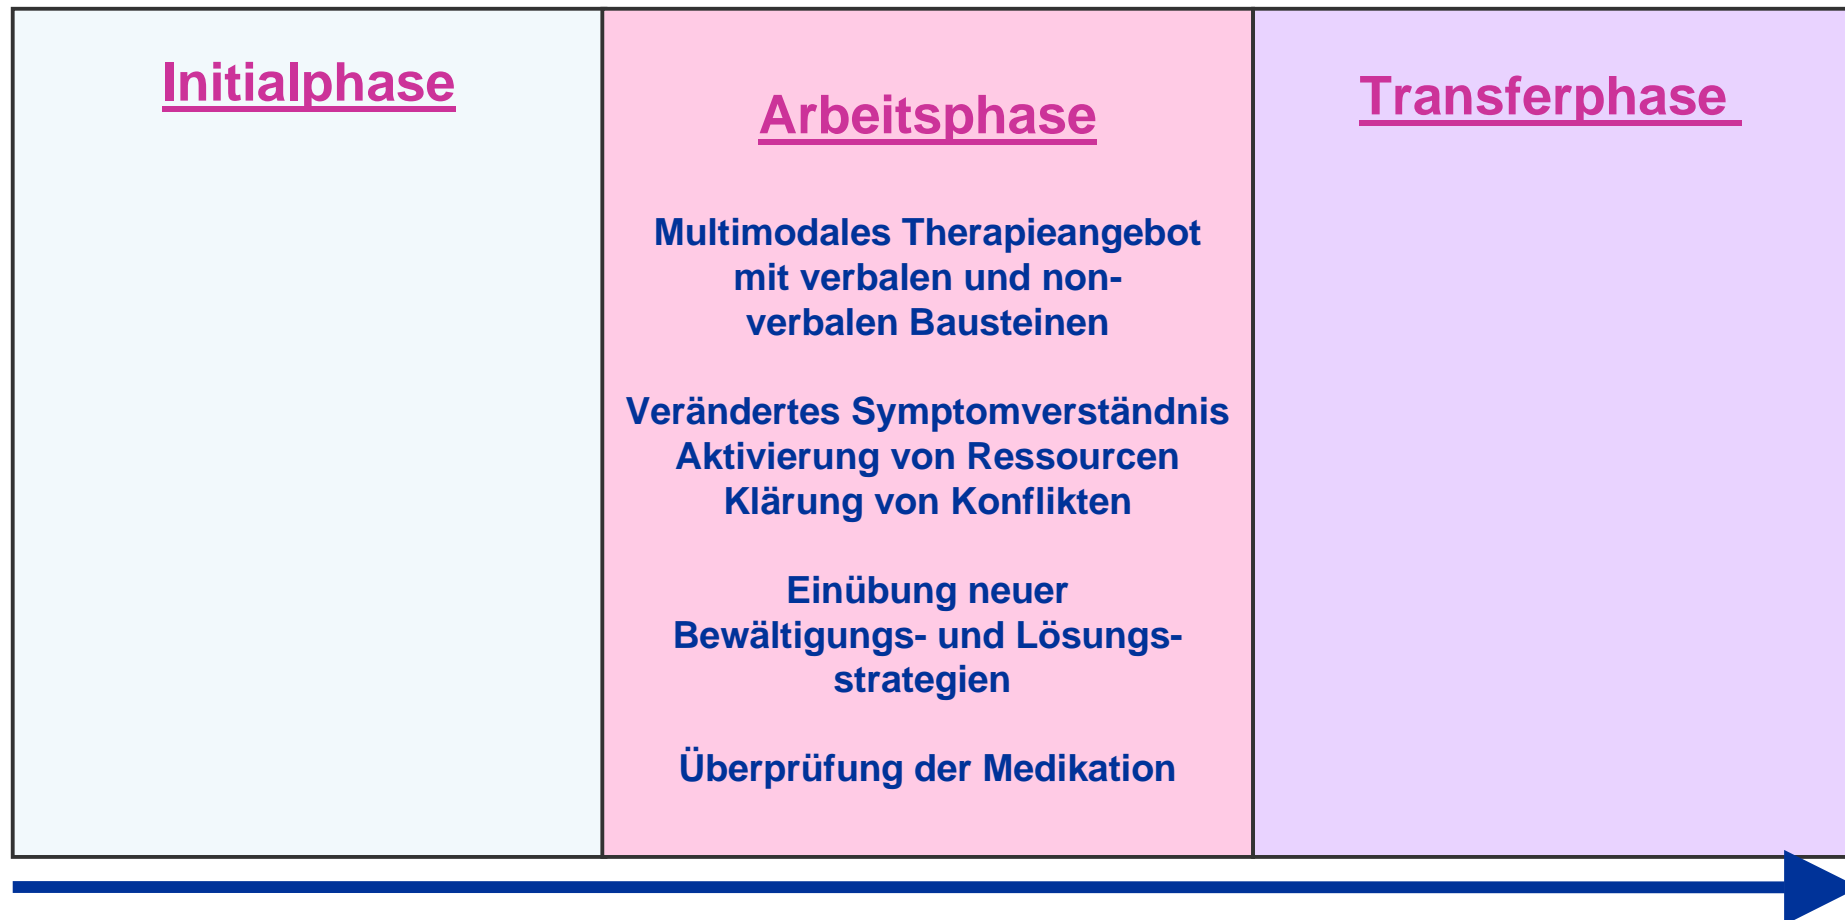 Initialphase
Arbeitsphase
Multimodales Therapieangebot
mit verbalen und non-
verbalen Bausteinen
Verändertes Symptomverständnis
Aktivierung von Ressourcen
Klärung von Konflikten
Einübung neuer
Bewältigungs- und Lösungs-
strategien
Überprüfung der Medikation
Transferphase